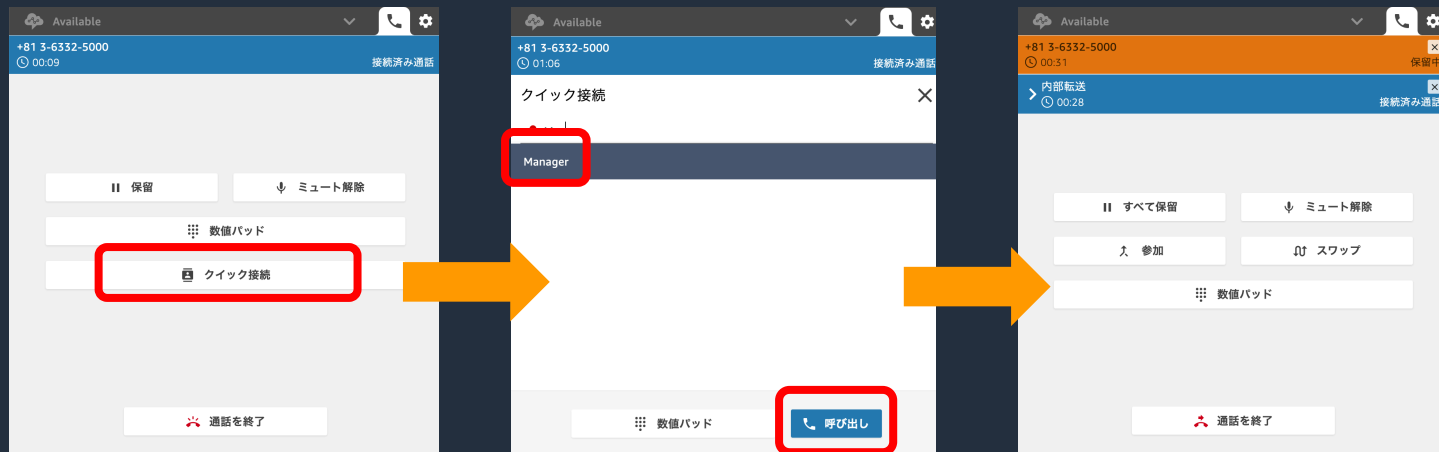 Available
+81 3-6332-5000
00:09 接続済み通話
保留
ミュート解除
数値パッド
クイック接続
通話を終了
Available
+81 3-6332-5000
01:06 接続済み通話
クイック接続
Manager
数値パッド
呼び出し
Available
+81 3-6332-5000
00:31 保留中
内部転送
00:28 接続済み通話
すべて保留
ミュート解除
参加
スワップ
数値パッド
通話を終了